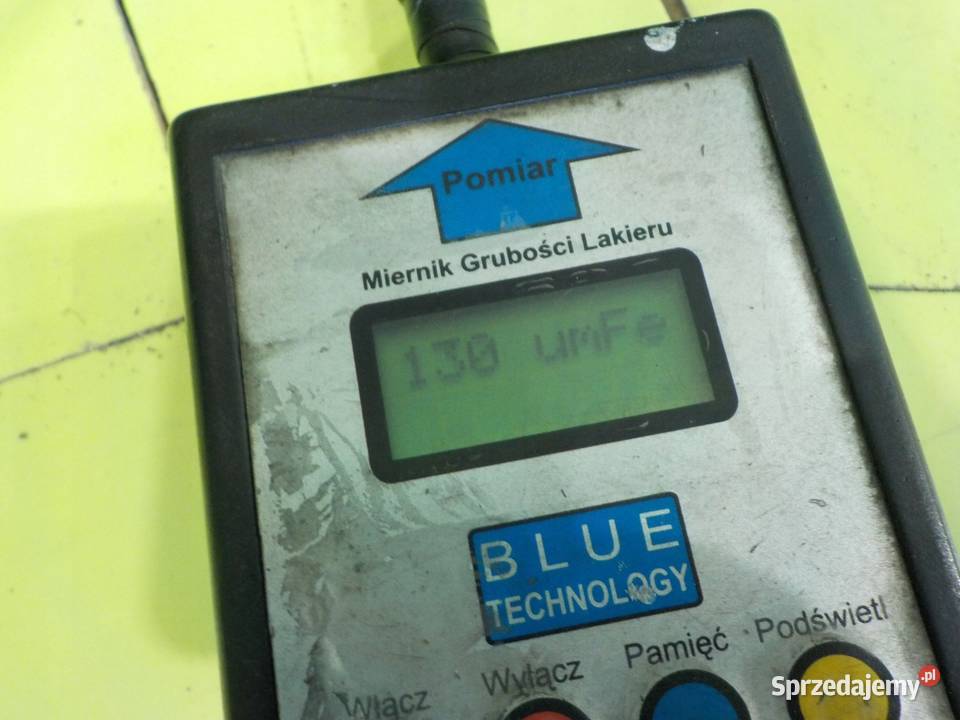 Pomiar
Miernik Grubości Lakieru
130 umFe
BLUE
TECHNOLOGY
Włącz Wyłącz Pamięć Podświetl
Sprzedajemy.pl